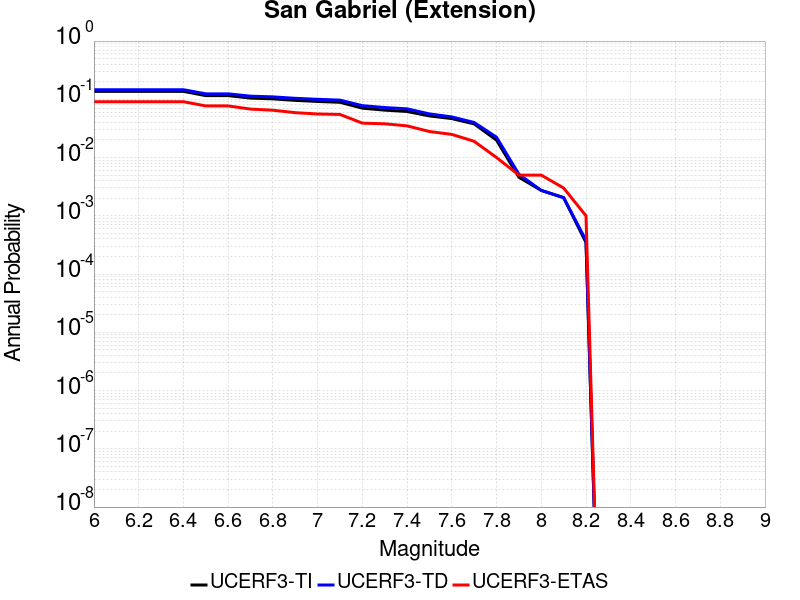 San Gabriel (Extension)
10^0
10^-1
10^-2
10^-3
10^-4
10^-5
10^-6
10^-7
10^-8
Annual Probability
6 6.2 6.4 6.6 6.8 7 7.2 7.4 7.6 7.8 8 8.2 8.4 8.6 8.8 9
Magnitude
UCERF3-TI UCERF3-TD UCERF3-ETAS